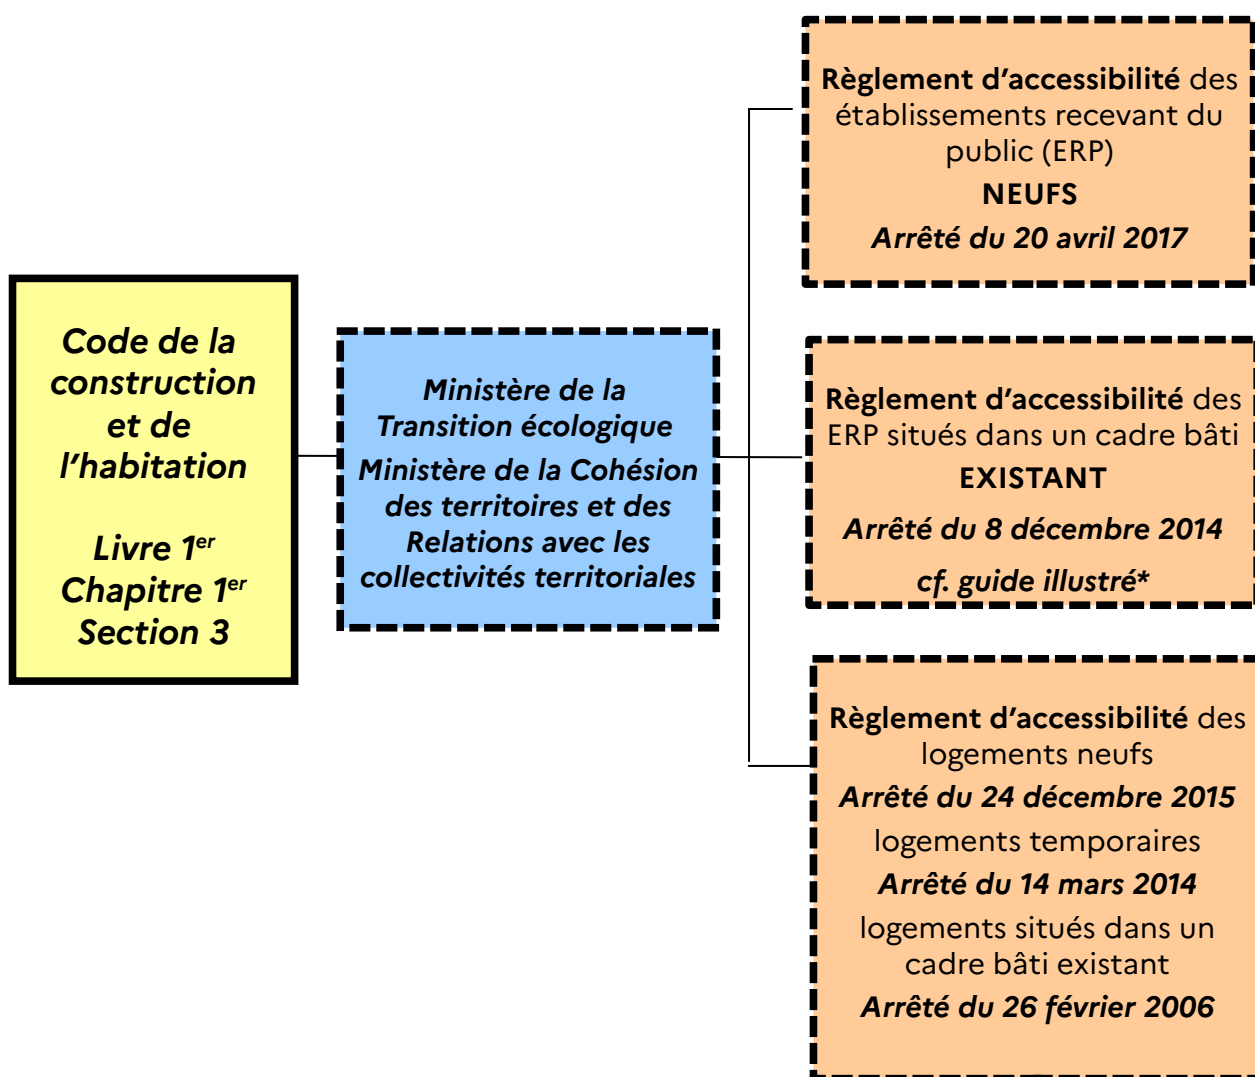 Code de la
construction
et de
l'habitation
Livre 1er
Chapitre 1er
Section 3
Ministère de la
Transition écologique
Ministère de la Cohésion
des territoires et des
Relations avec les
collectivités territoriales
Règlement d'accessibilité des
établissements recevant du
public (ERP)
NEUFS
Arrêté du 20 avril 2017
Règlement d'accessibilité des
ERP situés dans un cadre bâti
EXISTANT
Arrêté du 8 décembre 2014
cf. guide illustré*
Règlement d'accessibilité des
logements neufs
Arrêté du 24 décembre 2015
logements temporaires
Arrêté du 14 mars 2014
logements situés dans un
cadre bâti existant
Arrêté du 26 février 2006